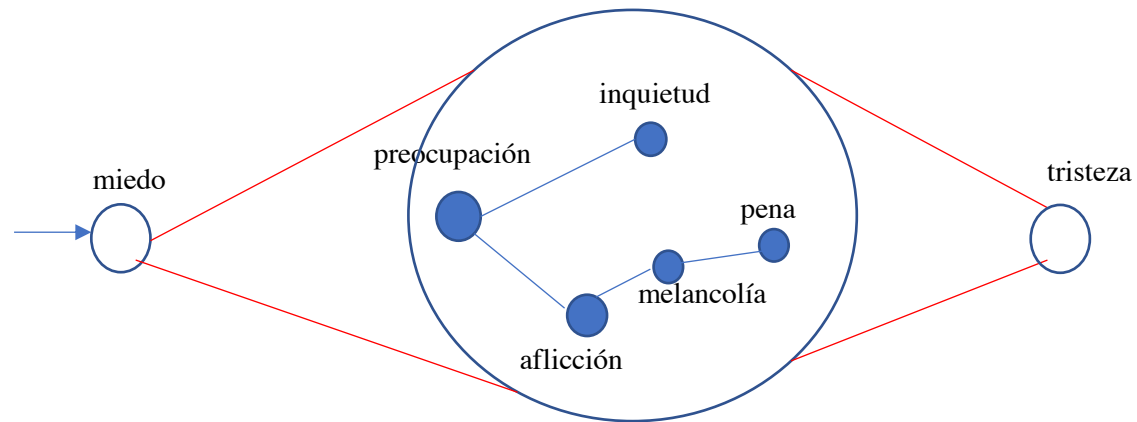 inquietud
preocupación
tristeza
miedo
pena
melancolía
aflicción